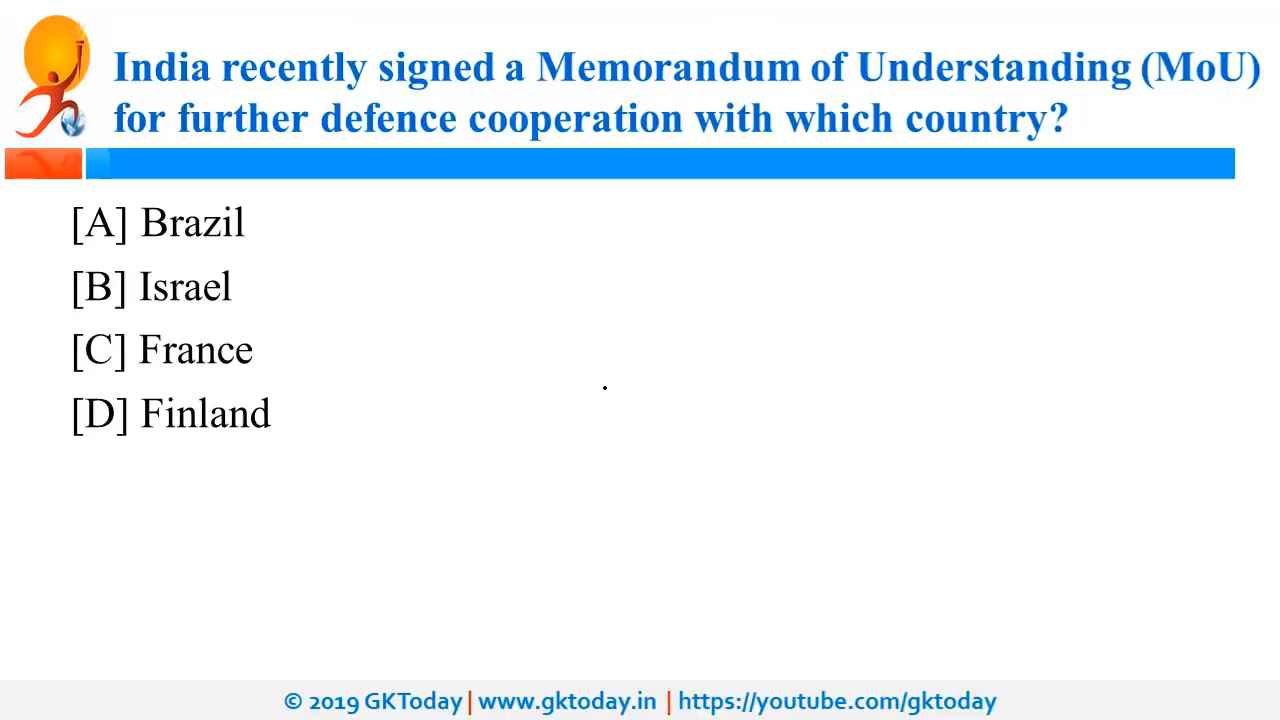 India recently signed a Memorandum of Understanding (MoU)
for further defence cooperation with which country?
[A] Brazil
[B] Israel
[C] France
[D] Finland
© 2019 GKToday | www.gktoday.in | https://youtube.com/gktoday